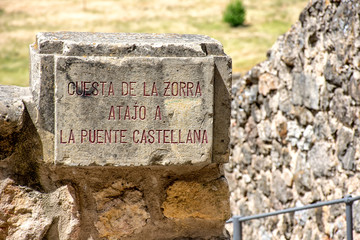 CUESTA DE LA ZORRA
ATAJO A
LA PUENTE CASTELLANA